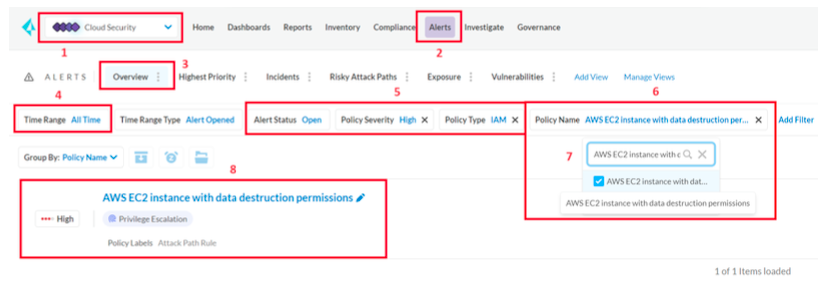 Cloud Security Home Dashboards Reports Inventory Compliance Alerts Investigate Governance
1 2
3
ALERTS Overview Highest Priority Incidents Risky Attack Paths Exposure Vulnerabilities Add View Manage Views
4 5 6
Time Range All Time Time Range Type Alert Opened Alert Status Open Policy Severity High Policy Type IAM Policy Name AWS EC2 instance with data destruction per... Add Filter
Group By: Policy Name 7 AWS EC2 instance with c
8
AWS EC2 instance with dat...
AWS EC2 instance with data destruction permissions
AWS EC2 instance with data destruction permissions
High Privilege Escalation
Policy Labels Attack Path Rule
1 of 1 Items loaded